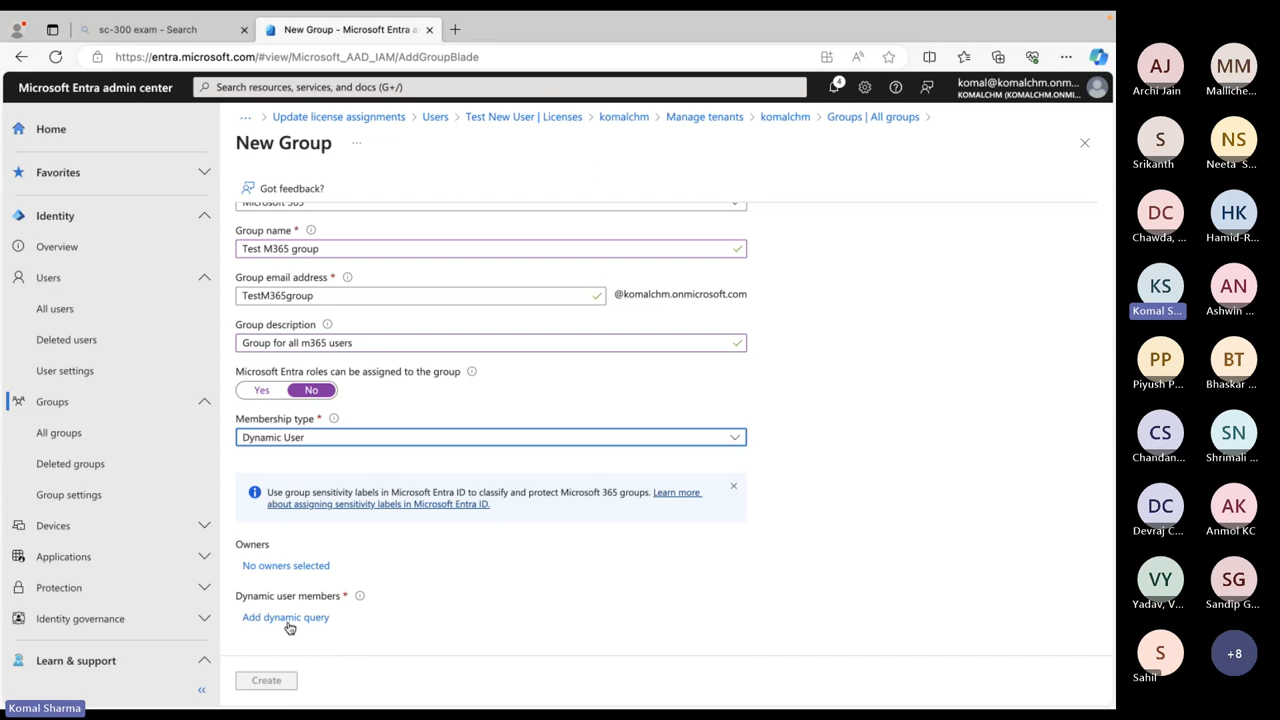 sc-300 exam - Search
New Group - Microsoft Entra a
https://entra.microsoft.com/#view/Microsoft_AAD_IAM/AddGroupBlade
Microsoft Entra admin center
Search resources, services, and docs (G+/)
4
komal@komalchm.onm...
KOMALCHM (KOMALCHM.ONMI...
Home
Favorites
Identity
Overview
Users
All users
Deleted users
User settings
Groups
All groups
Deleted groups
Group settings
Devices
Applications
Protection
Identity governance
Learn & support
«
Komal Sharma
... > Update license assignments > Users > Test New User | Licenses > komalchm > Manage tenants > komalchm > Groups | All groups >
New Group ...
Got feedback?
Microsoft 365
Group name *
Test M365 group
Group email address *
TestM365group @komalchm.onmicrosoft.com
Group description
Group for all m365 users
Microsoft Entra roles can be assigned to the group
Yes No
Membership type *
Dynamic User
Use group sensitivity labels in Microsoft Entra ID to classify and protect Microsoft 365 groups. Learn more
about assigning sensitivity labels in Microsoft Entra ID.
Owners
No owners selected
Dynamic user members *
Add dynamic query
Create
AJ
Archi Jain
MM
Malliche...
S
Srikanth
NS
Neeta S...
DC
Chawda, ...
HK
Hamid-R...
KS
Komal S...
AN
Ashwin ...
PP
Piyush P...
BT
Bhaskar ...
CS
Chandan...
SN
Shrimali ...
DC
Devraj C...
AK
Anmol KC
VY
Yadav, V...
SG
Sandip G...
S
Sahil
+8